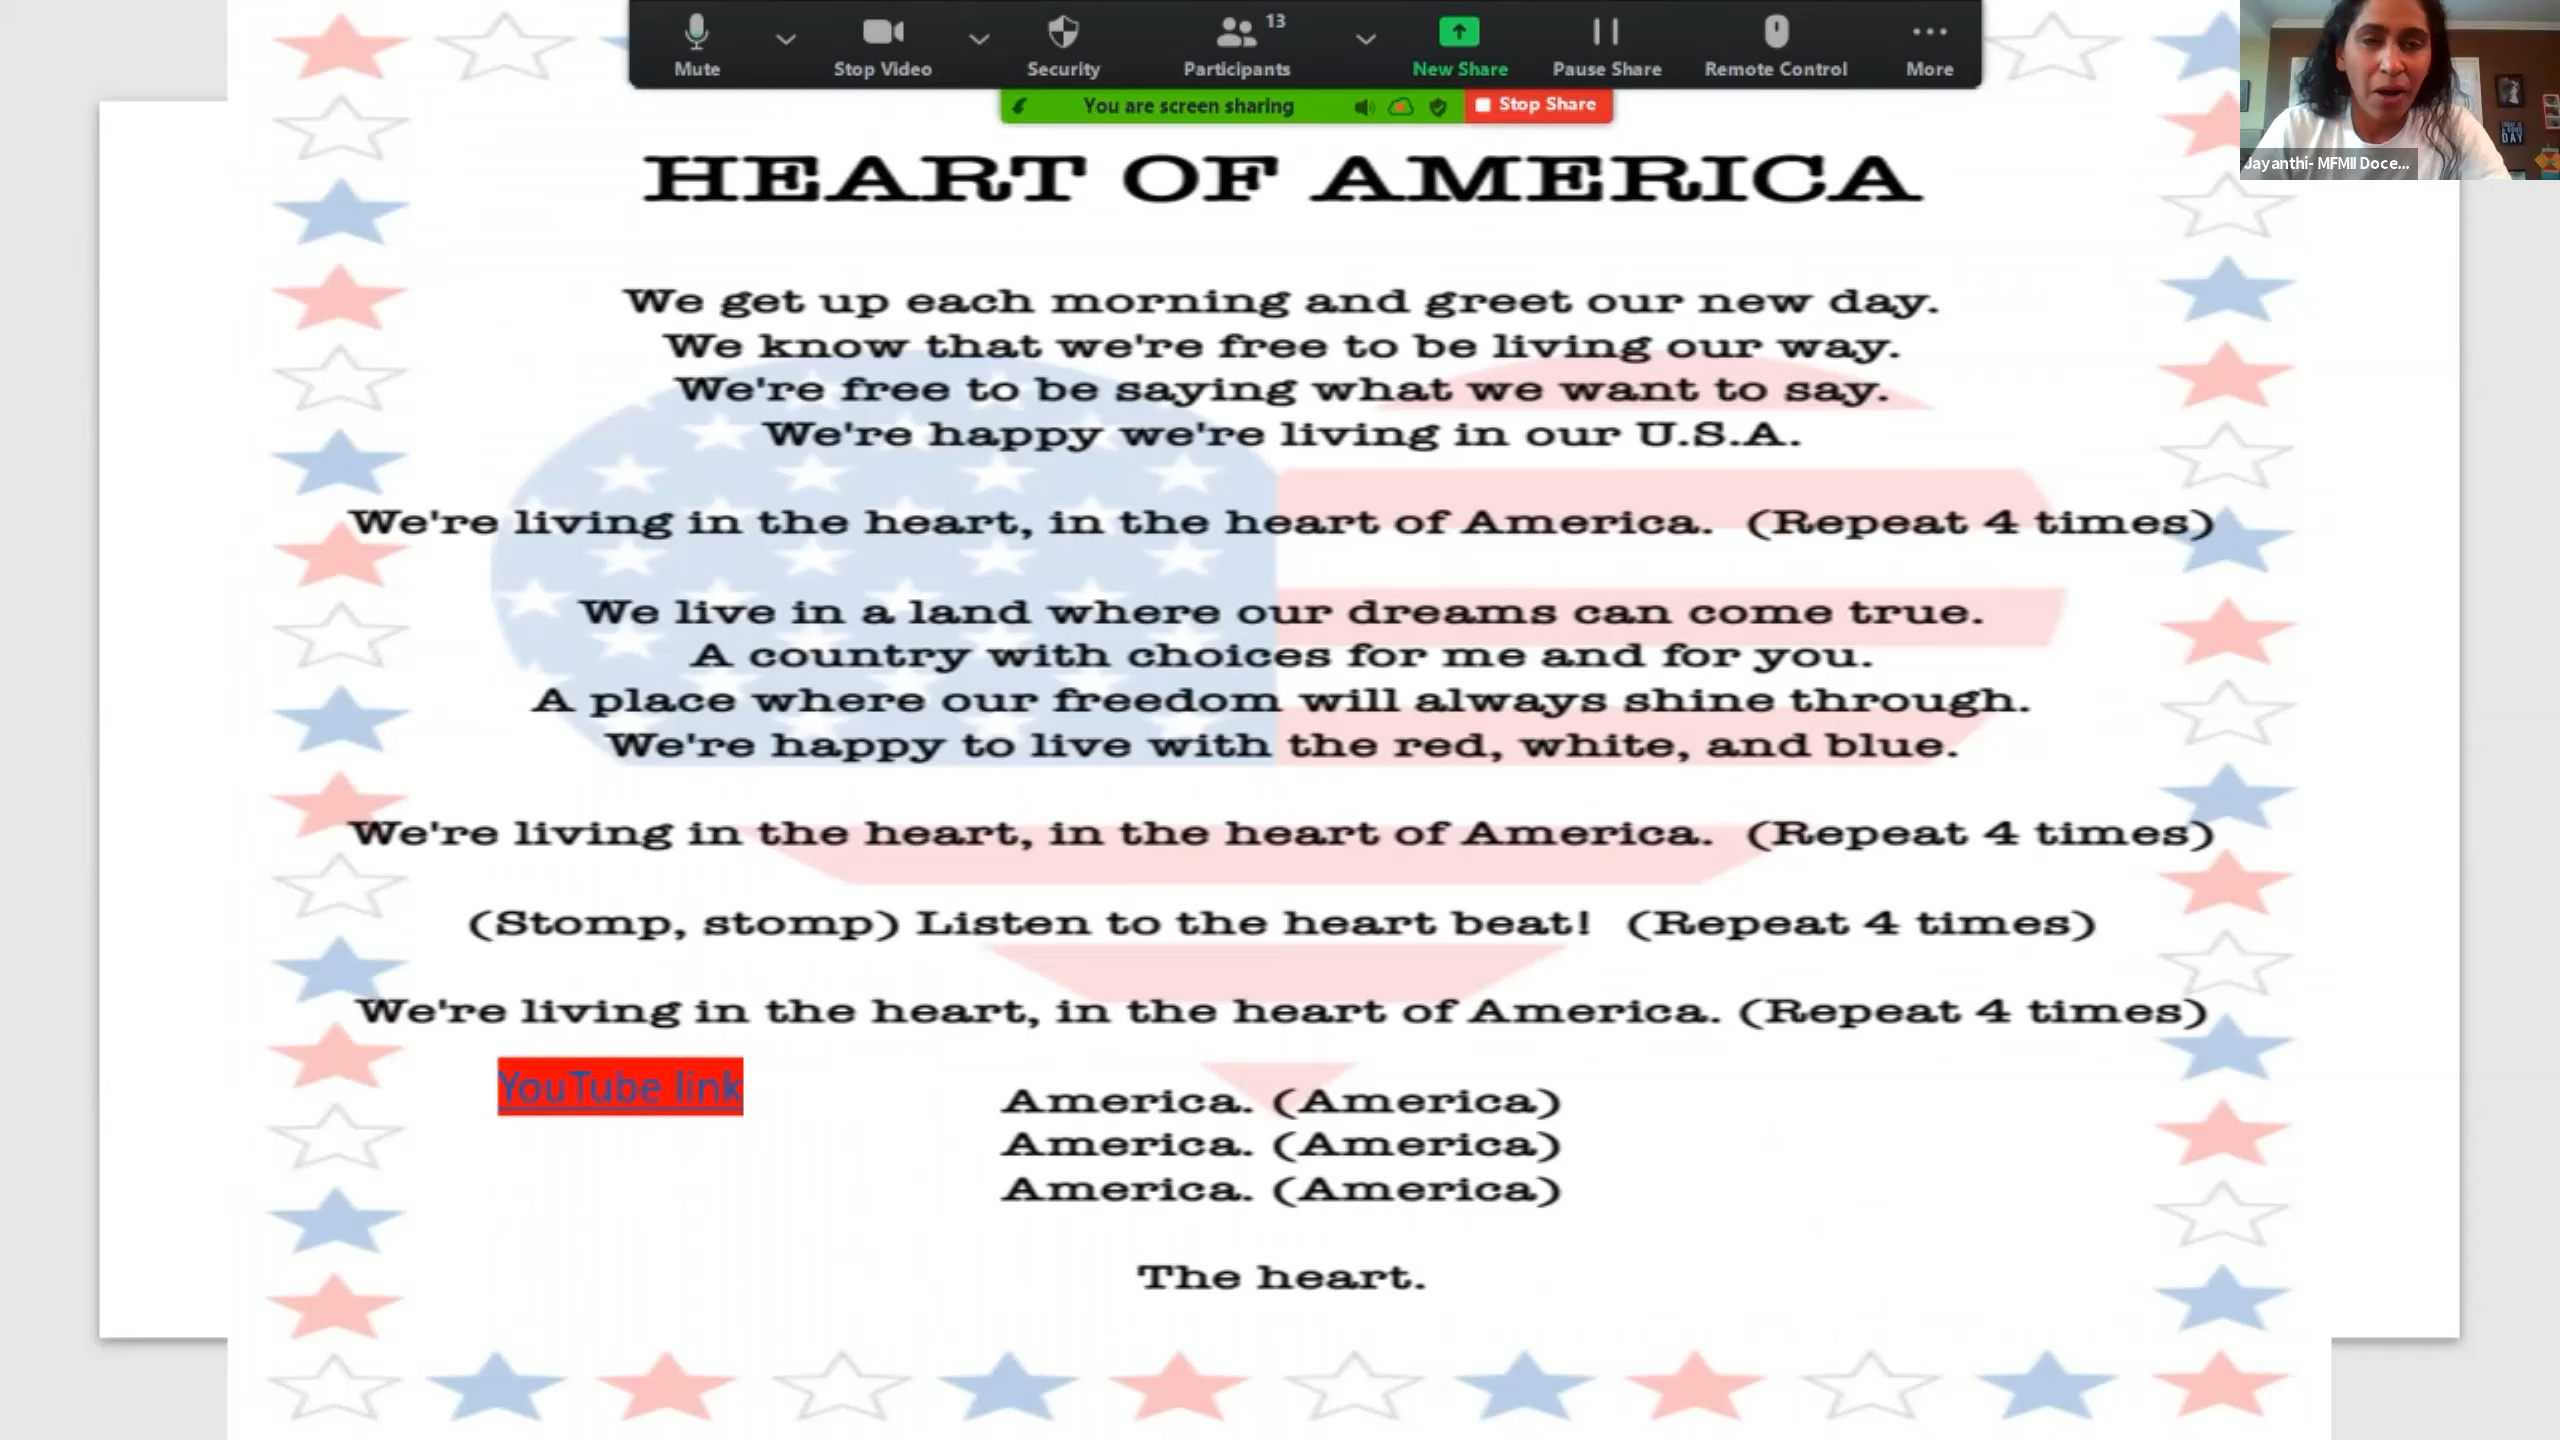 Mute
Stop Video
Security
Participants
13
New Share
Pause Share
Remote Control
More
You are screen sharing
Stop Share
Jayanthi- MFMII Doce...
HEART OF AMERICA
We get up each morning and greet our new day.
We know that we're free to be living our way.
We're free to be saying what we want to say.
We're happy we're living in our U.S.A.
We're living in the heart, in the heart of America. (Repeat 4 times)
We live in a land where our dreams can come true.
A country with choices for me and for you.
A place where our freedom will always shine through.
We're happy to live with the red, white, and blue.
We're living in the heart, in the heart of America. (Repeat 4 times)
(Stomp, stomp) Listen to the heart beat! (Repeat 4 times)
We're living in the heart, in the heart of America. (Repeat 4 times)
YouTube link
America. (America)
America. (America)
America. (America)
The heart.